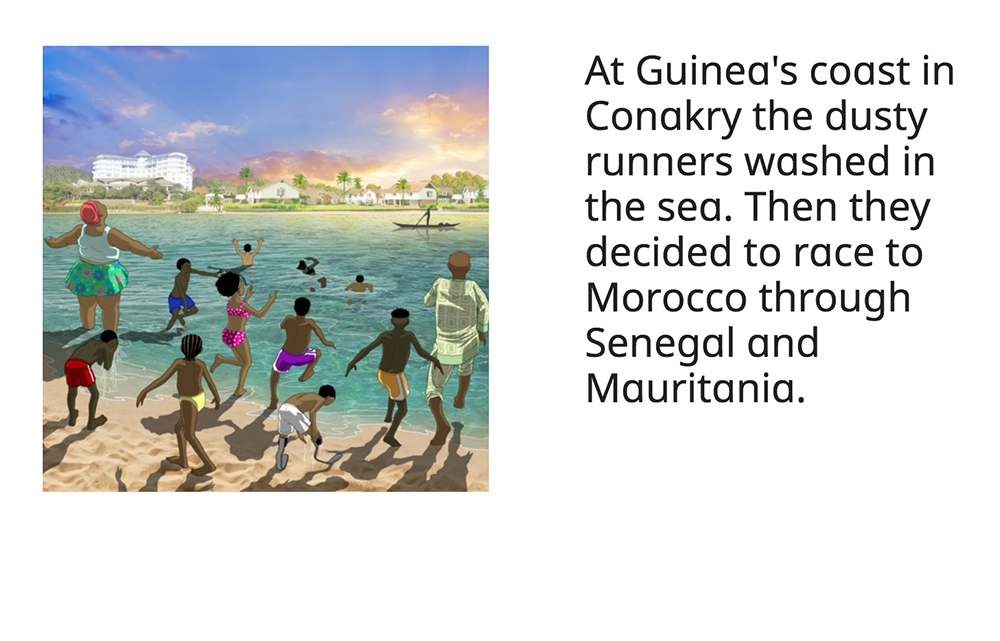 At Guinea's coast in
Conakry the dusty
runners washed in
the sea. Then they
decided to race to
Morocco through
Senegal and
Mauritania.